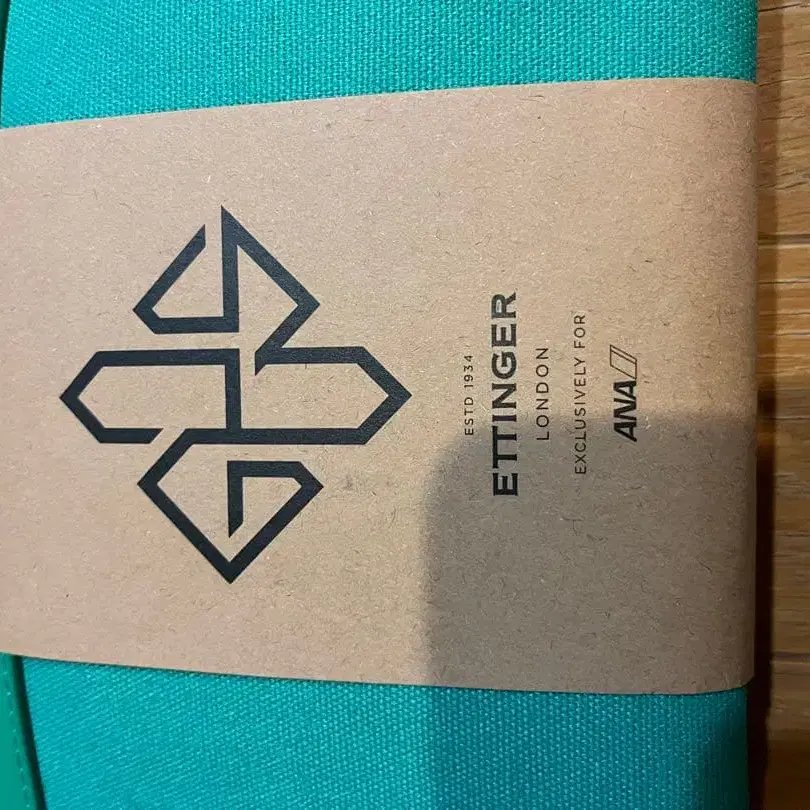 ESTD 1934
ETTINGER
LONDON
EXCLUSIVELY FOR
ANA